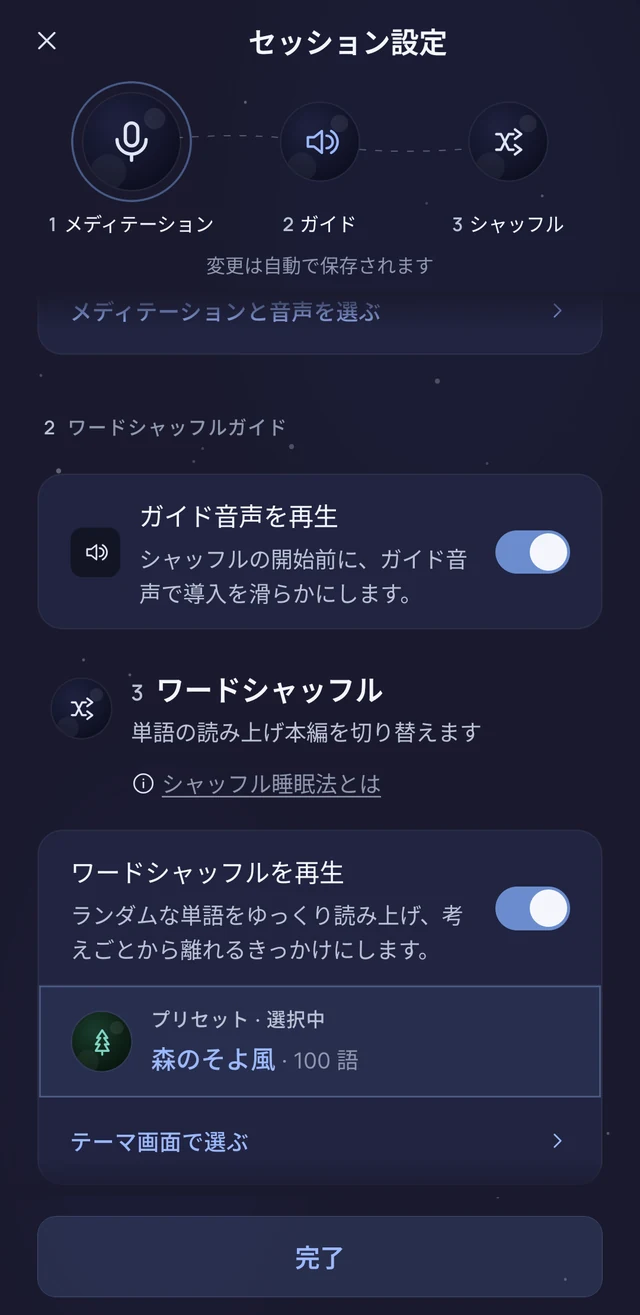 セッション設定
1 メディテーション
2 ガイド
3 シャッフル
変更は自動で保存されます
メディテーションと音声を選ぶ
2 ワードシャッフルガイド
ガイド音声を再生
シャッフルの開始前に、ガイド音
声で導入を滑らかにします。
3 ワードシャッフル
単語の読み上げ本編を切り替えます
シャッフル睡眠法とは
ワードシャッフルを再生
ランダムな単語をゆっくり読み上げ、考
えごとから離れるきっかけにします。
プリセット · 選択中
森のそよ風 · 100 語
テーマ画面で選ぶ
完了